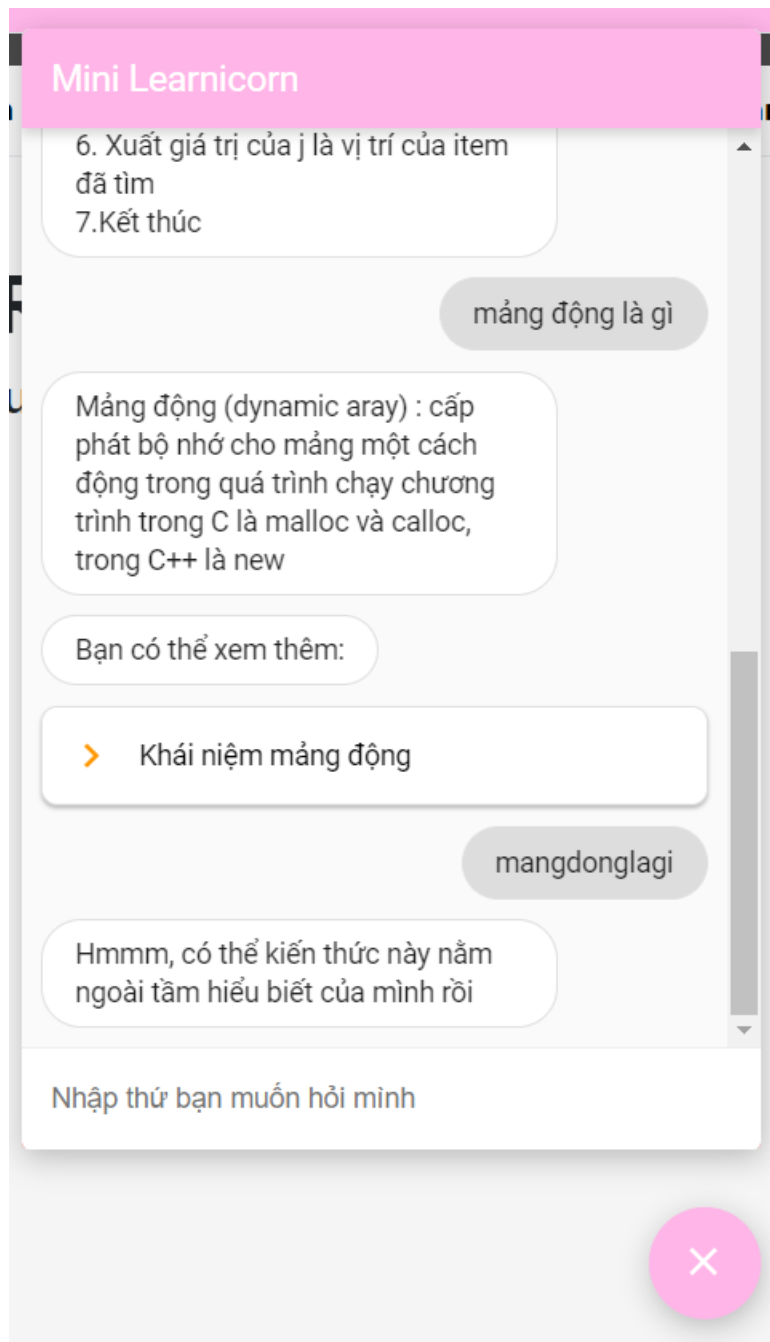 Mini Learnicorn
6. Xuất giá trị của j là vị trí của item
đã tìm
7.Kết thúc
mảng động là gì
Mảng động (dynamic aray) : cấp
phát bộ nhớ cho mảng một cách
động trong quá trình chạy chương
trình trong C là malloc và calloc,
trong C++ là new
Bạn có thể xem thêm:
Khái niệm mảng động
mangdonglagi
Hmmm, có thể kiến thức này nằm
ngoài tầm hiểu biết của mình rồi
Nhập thứ bạn muốn hỏi mình